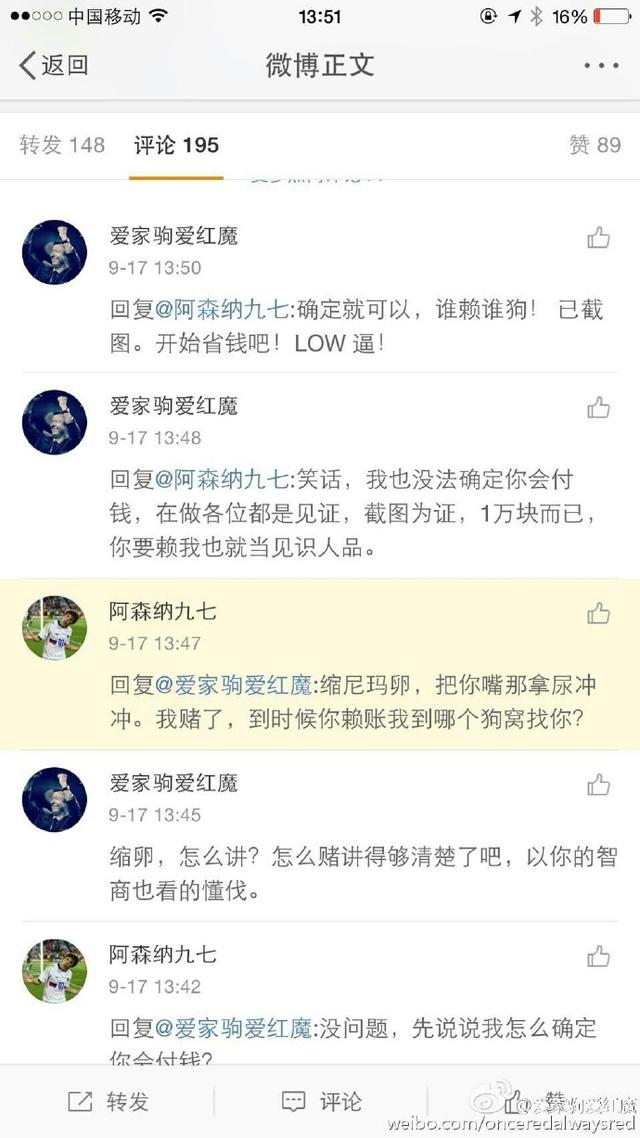 中国移动 13:51 16%
返回 微博正文
转发 148 评论 195 赞 89
爱家驹爱红魔
9-17 13:50
回复@阿森纳九七:确定就可以，谁赖谁狗！ 已截
图。开始省钱吧！LOW 逼！
爱家驹爱红魔
9-17 13:48
回复@阿森纳九七:笑话，我也没法确定你会付
钱，在做各位都是见证，截图为证，1万块而已，
你要赖我也就当见识人品。
阿森纳九七
9-17 13:47
回复@爱家驹爱红魔:缩尼玛卵，把你嘴那拿尿冲
冲。我赌了，到时候你赖账我到哪个狗窝找你？
爱家驹爱红魔
9-17 13:45
缩卵，怎么讲？怎么赌讲得够清楚了吧，以你的智
商也看的懂伐。
阿森纳九七
9-17 13:42
回复@爱家驹爱红魔:没问题，先说说我怎么确定
你会付钱？
转发 评论 赞
@爱家驹爱红魔
weibo.com/onceredalwaysred